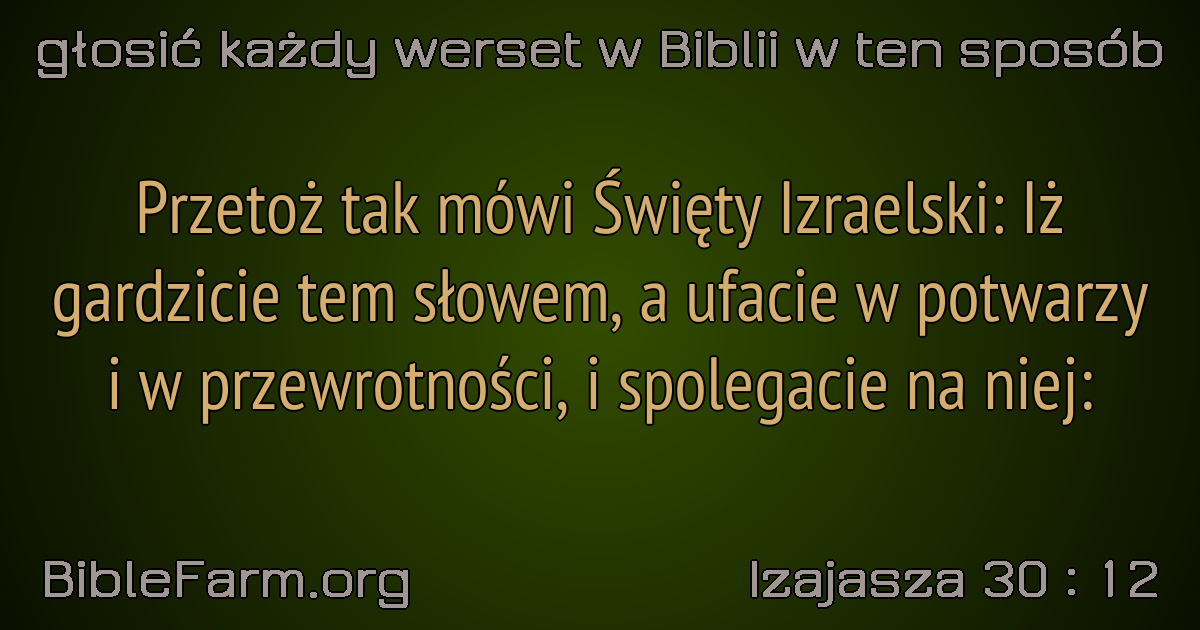 głosić każdy werset w Biblii w ten sposób
Przetoż tak mówi Święty Izraelski: Iż
gardzicie tem słowem, a ufacie w potwarzy
i w przewrotności, i spolegacie na niej:
BibleFarm.org
Izajasza 30 : 12